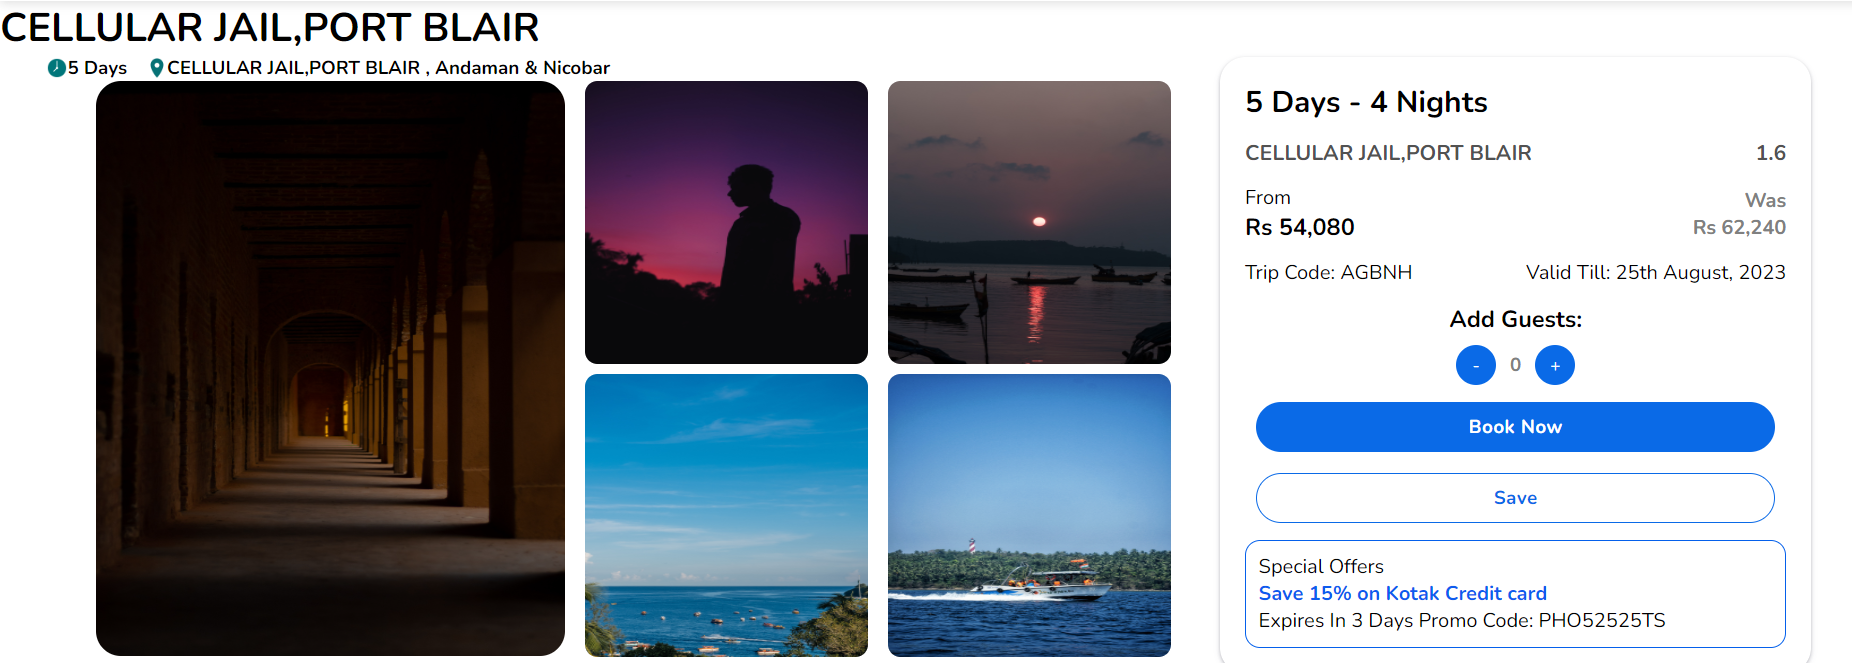 CELLULAR JAIL,PORT BLAIR
5 Days CELLULAR JAIL,PORT BLAIR , Andaman & Nicobar
5 Days - 4 Nights
CELLULAR JAIL,PORT BLAIR 1.6
From Was
Rs 54,080 Rs 62,240
Trip Code: AGBNH Valid Till: 25th August, 2023
Add Guests:
- 0 +
Book Now
Save
Special Offers
Save 15% on Kotak Credit card
Expires In 3 Days Promo Code: PHO52525TS